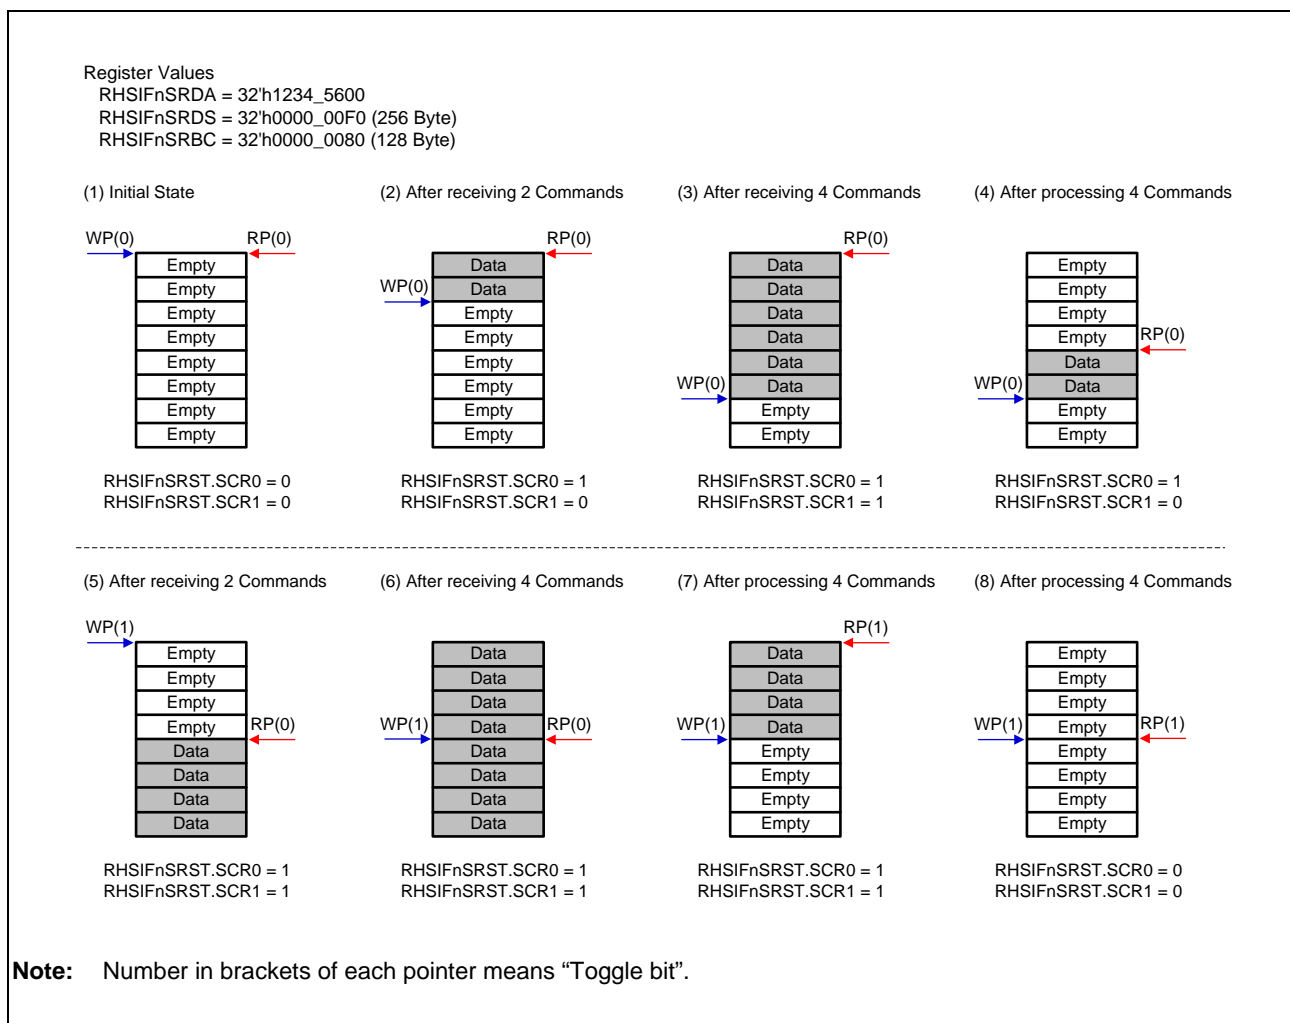 Register Values
RHSIFnSRDA = 32'h1234_5600
RHSIFnSRDS = 32'h0000_00F0 (256 Byte)
RHSIFnSRBC = 32'h0000_0080 (128 Byte)
(1) Initial State
WP(0)
RP(0)
Empty
Empty
Empty
Empty
Empty
Empty
Empty
Empty
RHSIFnSRST.SCR0 = 0
RHSIFnSRST.SCR1 = 0
(2) After receiving 2 Commands
RP(0)
Data
Data
WP(0)
Empty
Empty
Empty
Empty
Empty
Empty
RHSIFnSRST.SCR0 = 1
RHSIFnSRST.SCR1 = 0
(3) After receiving 4 Commands
RP(0)
Data
Data
Data
Data
Data
Data
WP(0)
Empty
Empty
RHSIFnSRST.SCR0 = 1
RHSIFnSRST.SCR1 = 1
(4) After processing 4 Commands
Empty
Empty
Empty
Empty
RP(0)
Data
Data
WP(0)
Empty
Empty
RHSIFnSRST.SCR0 = 1
RHSIFnSRST.SCR1 = 0
(5) After receiving 2 Commands
WP(1)
Empty
Empty
Empty
Empty
RP(0)
Data
Data
Data
Data
RHSIFnSRST.SCR0 = 1
RHSIFnSRST.SCR1 = 1
(6) After receiving 4 Commands
Data
Data
Data
WP(1)
Data
RP(0)
Data
Data
Data
Data
RHSIFnSRST.SCR0 = 1
RHSIFnSRST.SCR1 = 1
(7) After processing 4 Commands
RP(1)
Data
Data
Data
WP(1)
Data
Empty
Empty
Empty
Empty
RHSIFnSRST.SCR0 = 1
RHSIFnSRST.SCR1 = 1
(8) After processing 4 Commands
Empty
Empty
Empty
WP(1)
Empty
RP(1)
Empty
Empty
Empty
Empty
RHSIFnSRST.SCR0 = 0
RHSIFnSRST.SCR1 = 0
Note: Number in brackets of each pointer means “Toggle bit”.